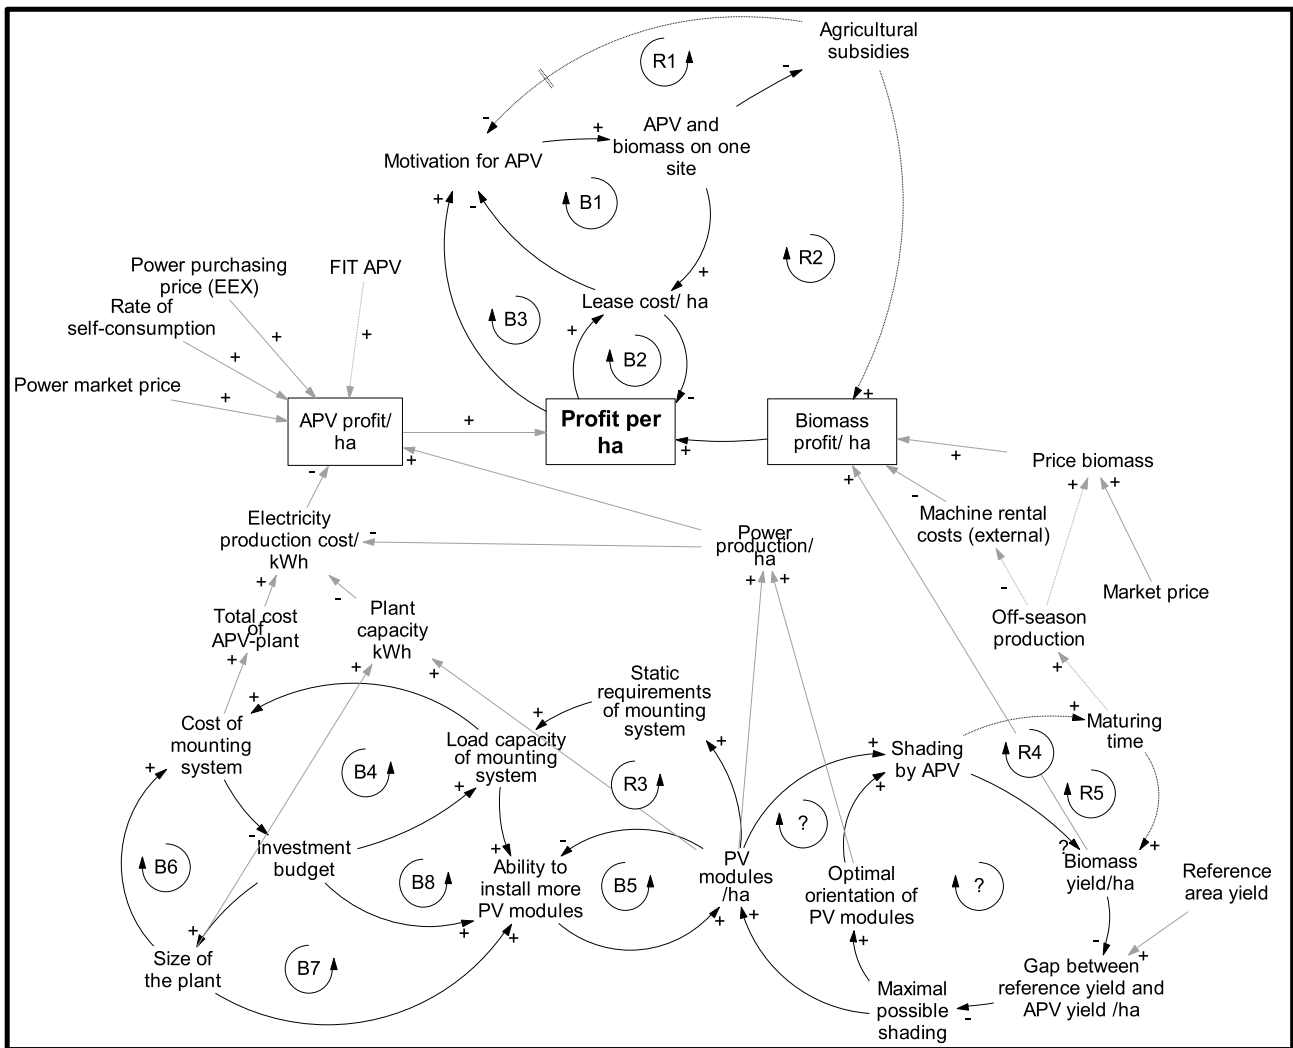 Agricultural
subsidies
R1
-
-
APV and
biomass on one
site
+
Motivation for APV
B1
+
-
+
R2
Power purchasing
price (EEX)
FIT APV
Rate of
self-consumption
Lease cost/ ha
B3
+
B2
+
+
+
Power market price
+
-
+
APV profit/
ha
+
Profit per
ha
+
Biomass
profit/ ha
+
Price biomass
-
+
+
-
+
+
Electricity
production cost/
kWh
-
Power
production/
ha
Machine rental
costs (external)
+
-
+
+
-
Market price
Total cost
of
APV-plant
Plant
capacity
kWh
Off-season
production
+
+
+
+
Static
requirements
of mounting
system
+
+
+
Cost of
mounting
system
Load capacity
of mounting
system
+
+
Shading
by APV
Maturing
time
R4
+
B4
+
R3
+
R5
-
Investment
budget
+
-
?
?
+
B6
B8
Ability to
install more
PV modules
B5
PV
modules
/ha
Optimal
orientation of
PV modules
?
Biomass
yield/ha
Reference
area yield
+
+
+
+
+
+
-
+
Size of
the plant
B7
Maximal
possible
shading
-
Gap between
reference yield and
APV yield /ha